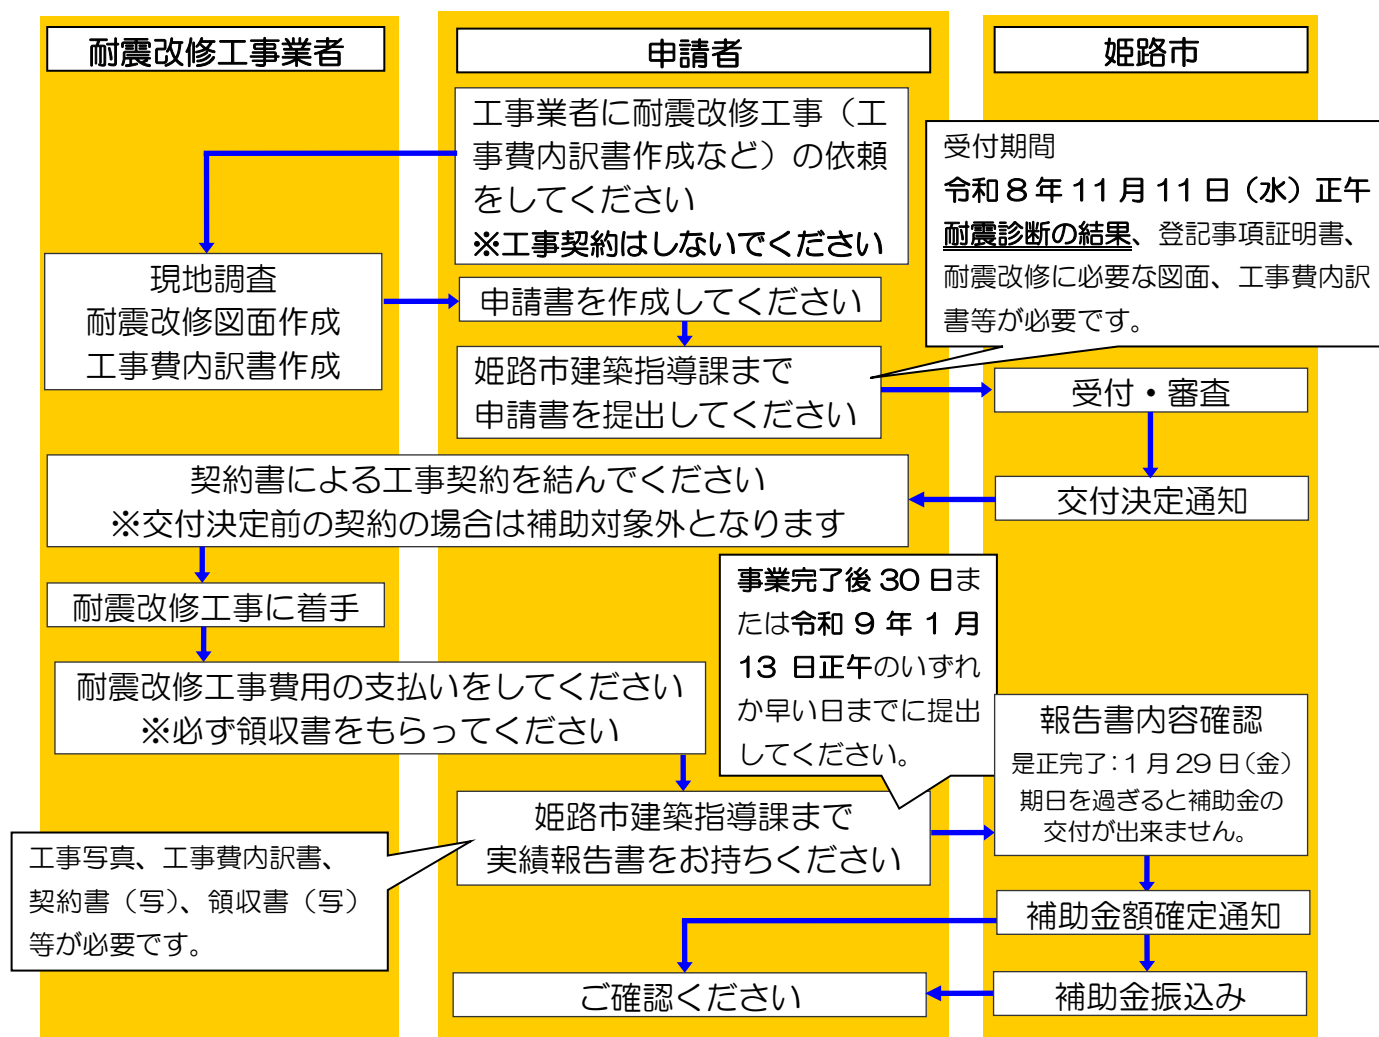 耐震改修工事業者
申請者
姫路市
工事業者に耐震改修工事（工
事費内訳書作成など）の依頼
をしてください
※工事契約はしないでください
受付期間
令和８年 11 月 11 日（水）正午
耐震診断の結果、登記事項証明書、
耐震改修に必要な図面、工事費内訳
書等が必要です。
現地調査
耐震改修図面作成
工事費内訳書作成
申請書を作成してください
姫路市建築指導課まで
申請書を提出してください
受付・審査
交付決定通知
契約書による工事契約を結んでください
※交付決定前の契約の場合は補助対象外となります
耐震改修工事に着手
耐震改修工事費用の支払いをしてください
※必ず領収書をもらってください
事業完了後 30 日ま
たは令和 ９ 年 １ 月
13 日正午のいずれ
か早い日までに提出
してください。
姫路市建築指導課まで
実績報告書をお持ちください
工事写真、工事費内訳書、
契約書（写）、領収書（写）
等が必要です。
報告書内容確認
是正完了：１月 29 日（金）
期日を過ぎると補助金の
交付が出来ません。
補助金額確定通知
補助金振込み
ご確認ください